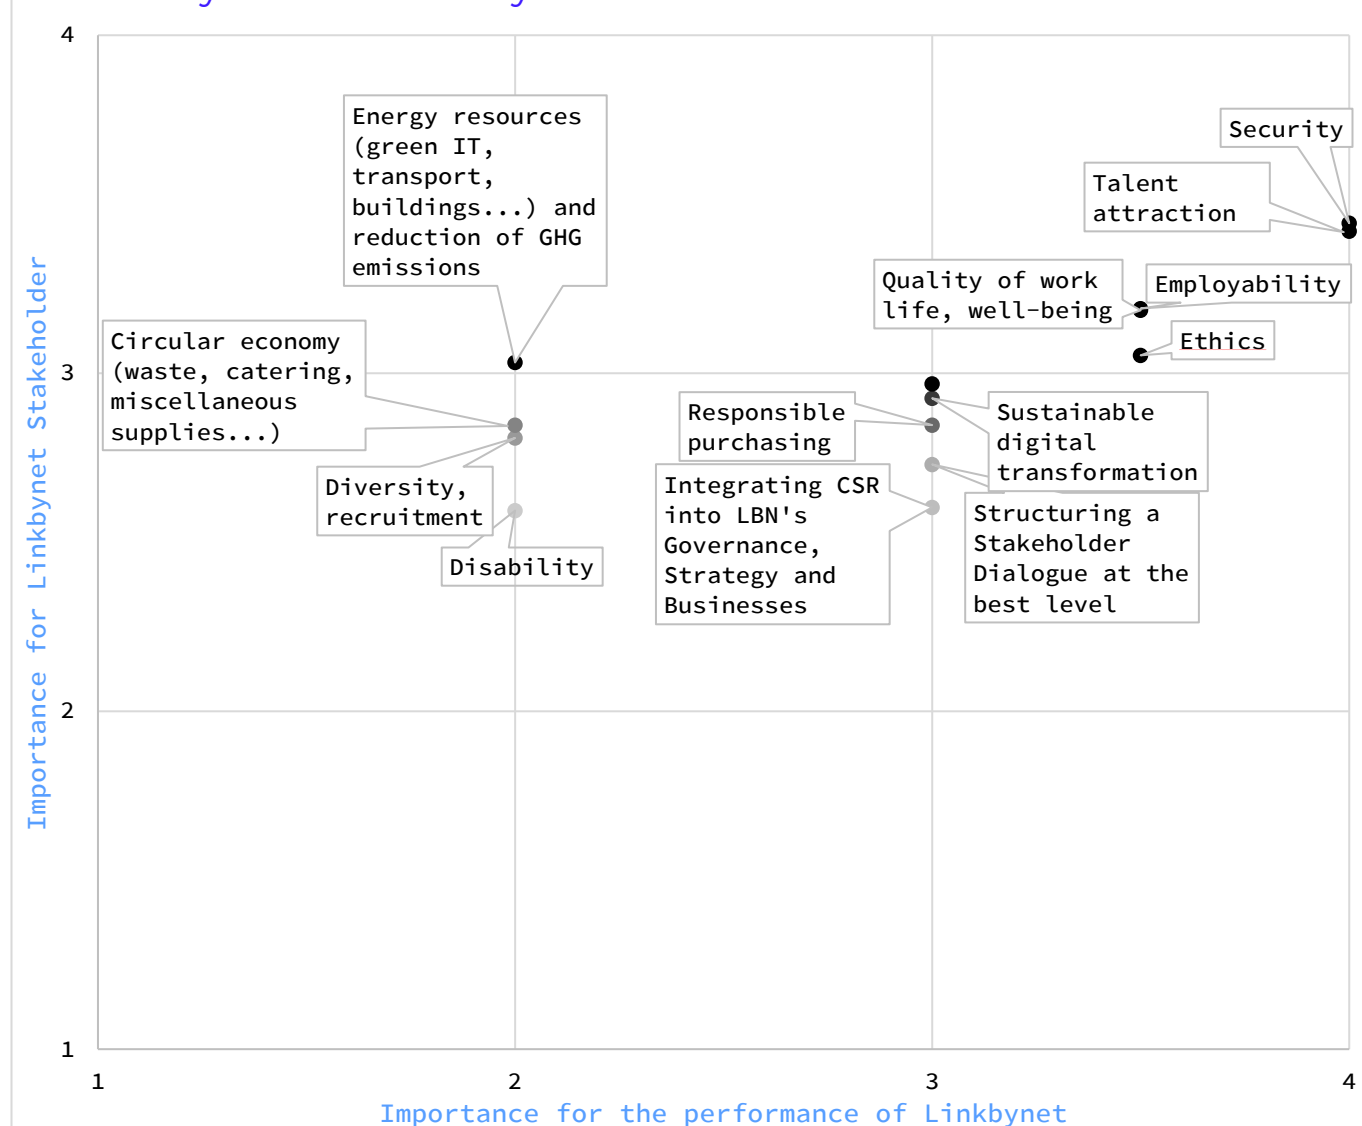 4
Energy resources
(green IT,
transport,
buildings...) and
reduction of GHG
emissions
Security
Talent
attraction
Quality of work
life, well-being
Employability
Ethics
Circular economy
(waste, catering,
miscellaneous
supplies...)
3
Responsible
purchasing
Sustainable
digital
transformation
Diversity,
recruitment
Integrating CSR
into LBN's
Governance,
Strategy and
Businesses
Structuring a
Stakeholder
Dialogue at the
best level
Disability
2
1
Importance for Linkbynet Stakeholder
1
2
3
4
Importance for the performance of Linkbynet